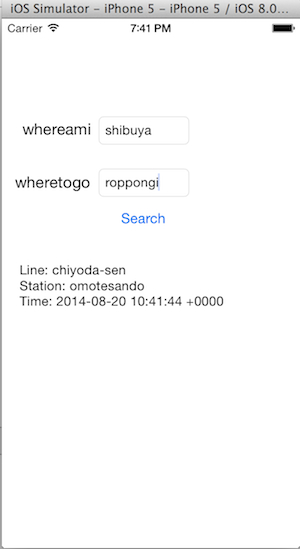 iOS Simulator - iPhone 5 - iPhone 5 / iOS 8.0...
Carrier 7:41 PM
whereami shibuya
wheretogo roppongi
Search
Line: chiyoda-sen
Station: omotesando
Time: 2014-08-20 10:41:44 +0000